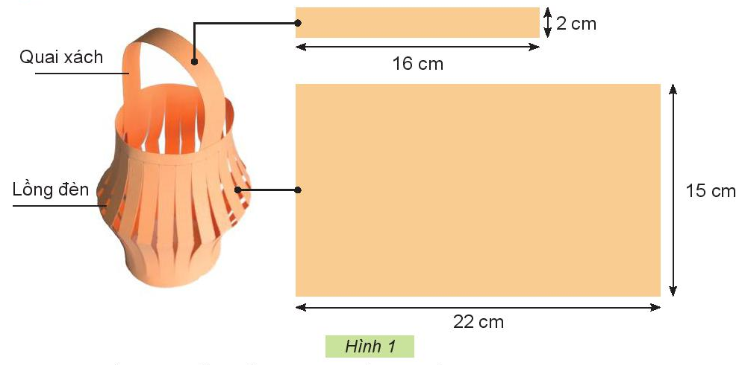 2 cm
Quai xách
16 cm
Lồng đèn
15 cm
22 cm
Hình 1